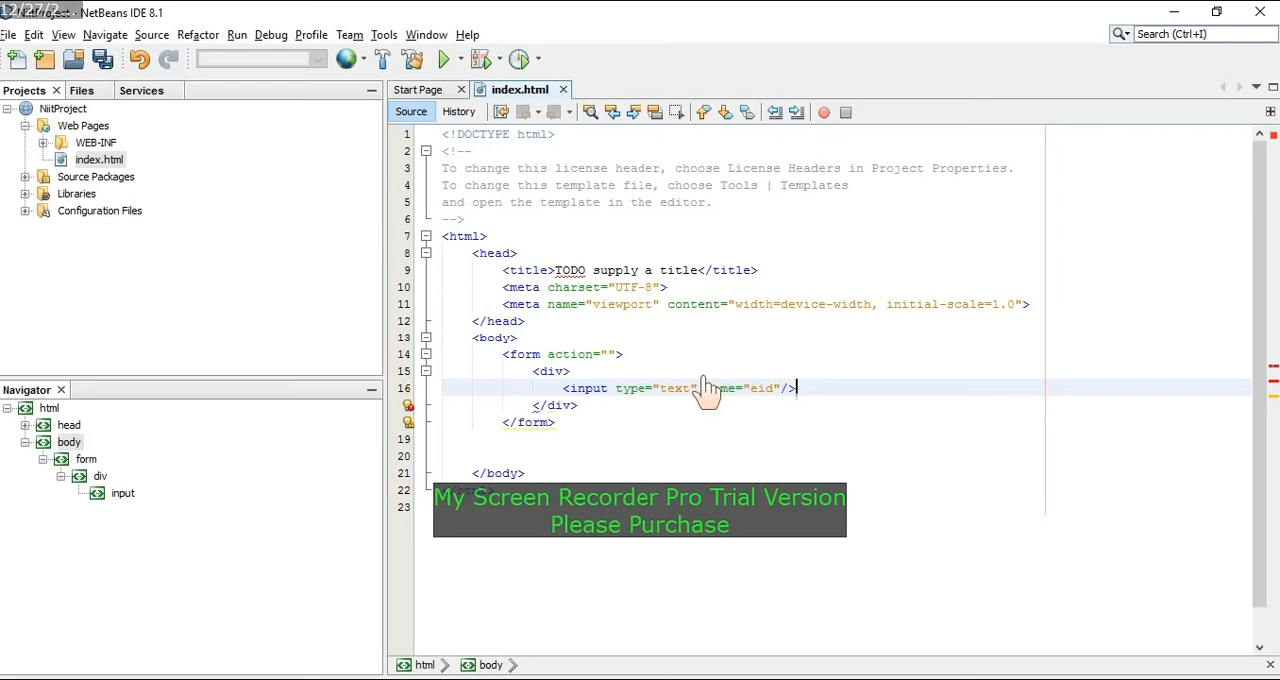 12/27/2
NitProject - NetBeans IDE 8.1
File Edit View Navigate Source Refactor Run Debug Profile Team Tools Window Help
Search (Ctrl+I)
Projects Files Services
Start Page index.html
Source History
NiitProject
Web Pages
WEB-INF
index.html
Source Packages
Libraries
Configuration Files
1 <!DOCTYPE html>
2 <!--
3 To change this license header, choose License Headers in Project Properties.
4 To change this template file, choose Tools | Templates
5 and open the template in the editor.
6 -->
7 <html>
8 <head>
9 <title>TODO supply a title</title>
10 <meta charset="UTF-8">
11 <meta name="viewport" content="width=device-width, initial-scale=1.0">
12 </head>
13 <body>
14 <form action="">
15 <div>
16 <input type="text" me="eid"/>
</div>
</form>
19
20
21 </body>
22
23
Navigator
html
head
body
form
div
input
My Screen Recorder Pro Trial Version
Please Purchase
html body